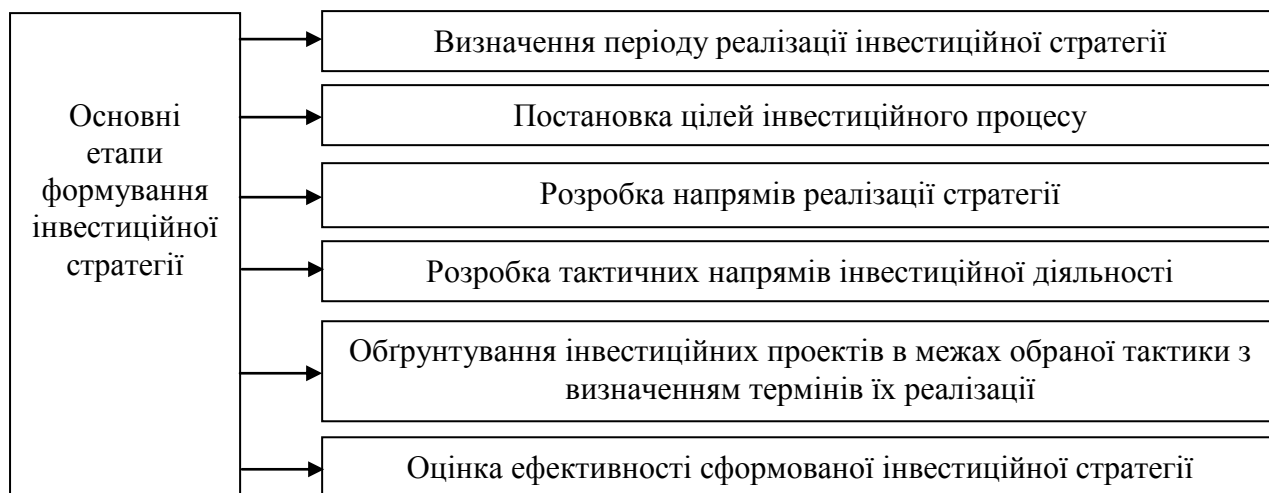 Основні
етапи
формування
інвестиційної
стратегії
Визначення періоду реалізації інвестиційної стратегії
Постановка цілей інвестиційного процесу
Розробка напрямів реалізації стратегії
Розробка тактичних напрямів інвестиційної діяльності
Обґрунтування інвестиційних проектів в межах обраної тактики з
визначенням термінів їх реалізації
Оцінка ефективності сформованої інвестиційної стратегії